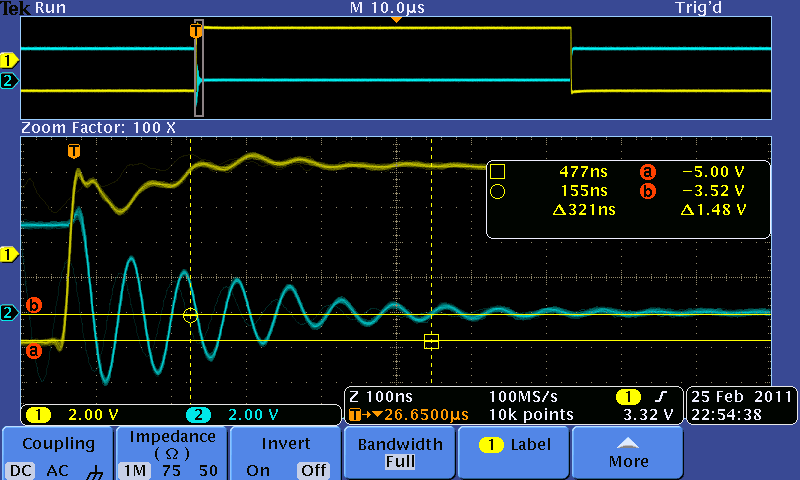 Tek Run M 10.0µs Trig'd
T
1
2
Zoom Factor: 100 X
T
477ns a −5.00 V
155ns b −3.52 V
Δ321ns Δ1.48 V
1
b
2
a
1 2.00 V 2 2.00 V
Z 100ns 100MS/s 1
T→▾26.6500µs 10k points 3.32 V
25 Feb 2011
22:54:38
Coupling
DC AC
Impedance
(Ω)
1M 75 50
Invert
On Off
Bandwidth
Full
1 Label
More